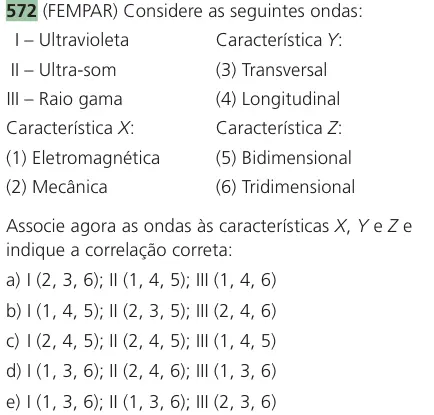 572 (FEMPAR) Considere as seguintes ondas:
I – Ultravioleta Característica Y:
II – Ultra-som (3) Transversal
III – Raio gama (4) Longitudinal
Característica X: Característica Z:
(1) Eletromagnética (5) Bidimensional
(2) Mecânica (6) Tridimensional
Associe agora as ondas às características X, Y e Z e
indique a correlação correta:
a) I (2, 3, 6); II (1, 4, 5); III (1, 4, 6)
b) I (1, 4, 5); II (2, 3, 5); III (2, 4, 6)
c) I (2, 4, 5); II (2, 4, 5); III (1, 4, 5)
d) I (1, 3, 6); II (2, 4, 6); III (1, 3, 6)
e) I (1, 3, 6); II (1, 3, 6); III (2, 3, 6)